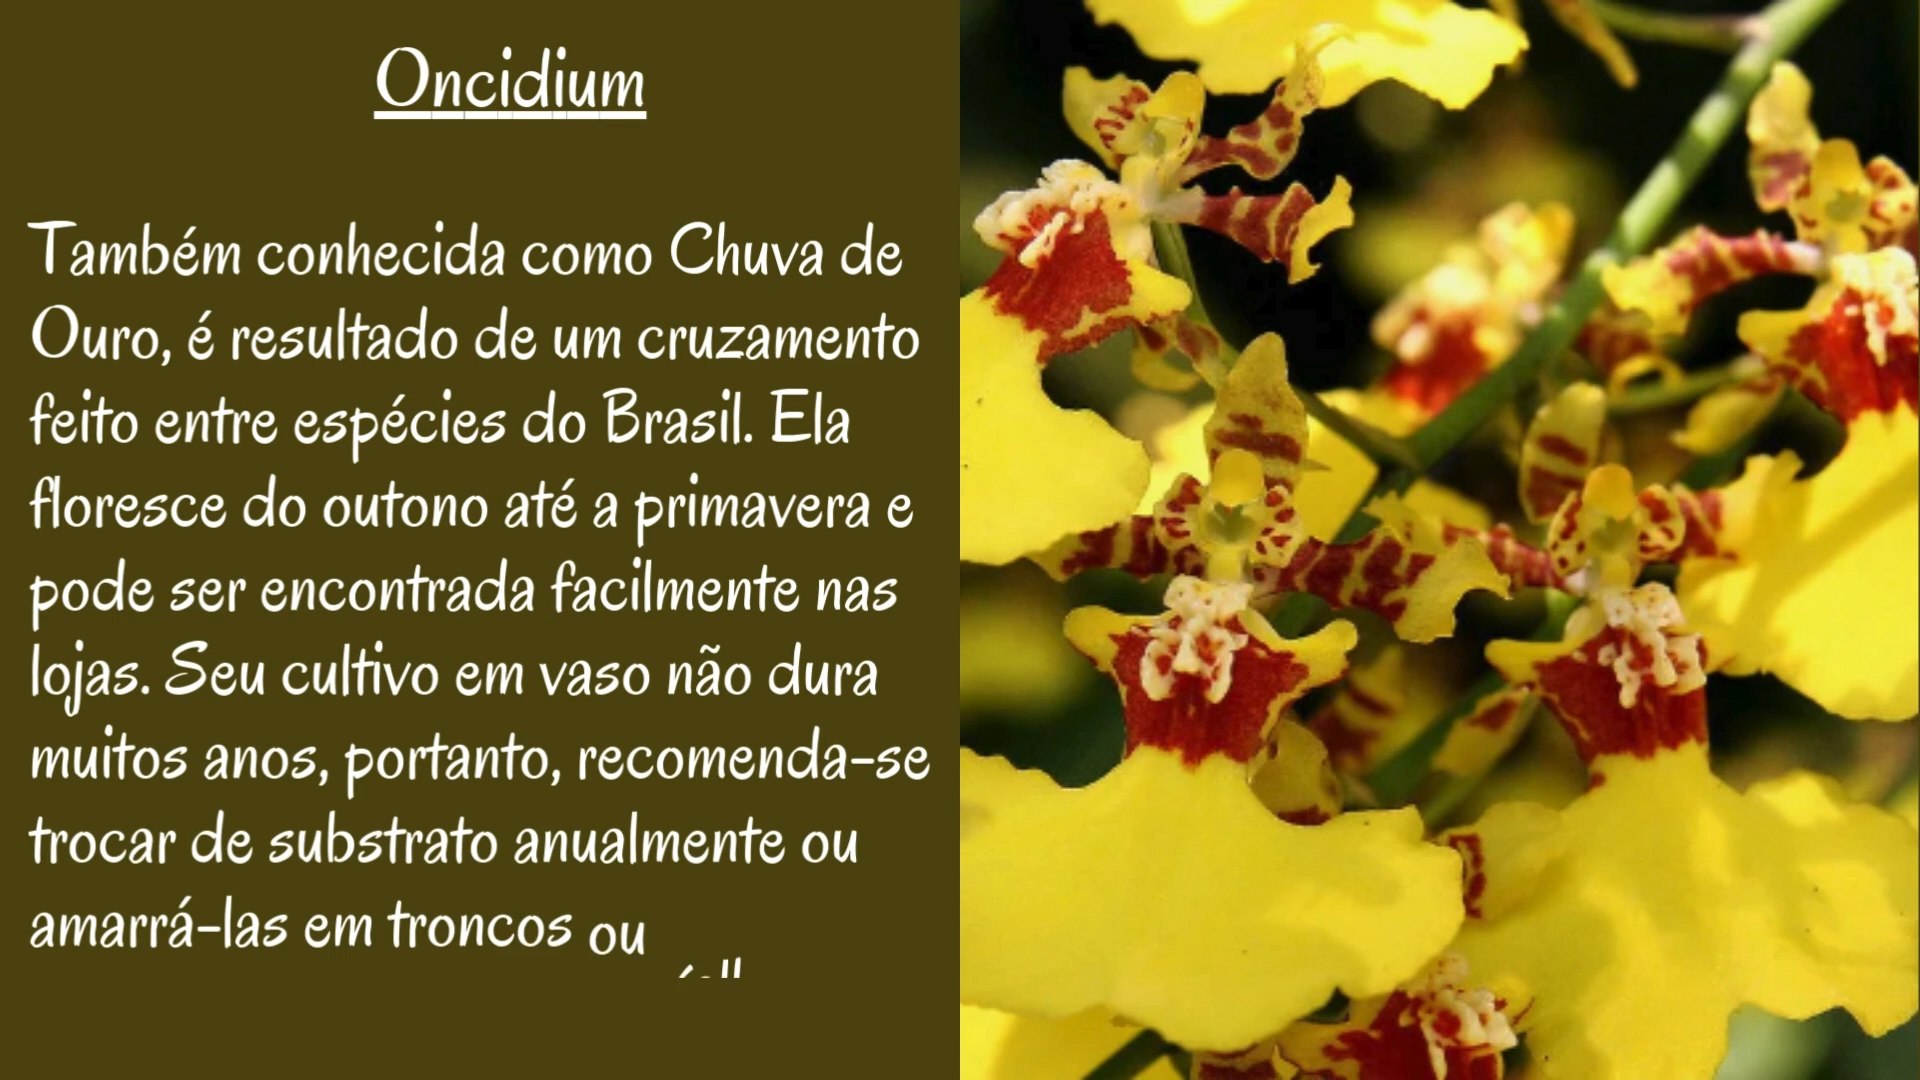 Oncidium
Também conhecida como Chuva de
Ouro, é resultado de um cruzamento
feito entre espécies do Brasil. Ela
floresce do outono até a primavera e
pode ser encontrada facilmente nas
lojas. Seu cultivo em vaso não dura
muitos anos, portanto, recomenda-se
trocar de substrato anualmente ou
amarrá-las em troncos ou